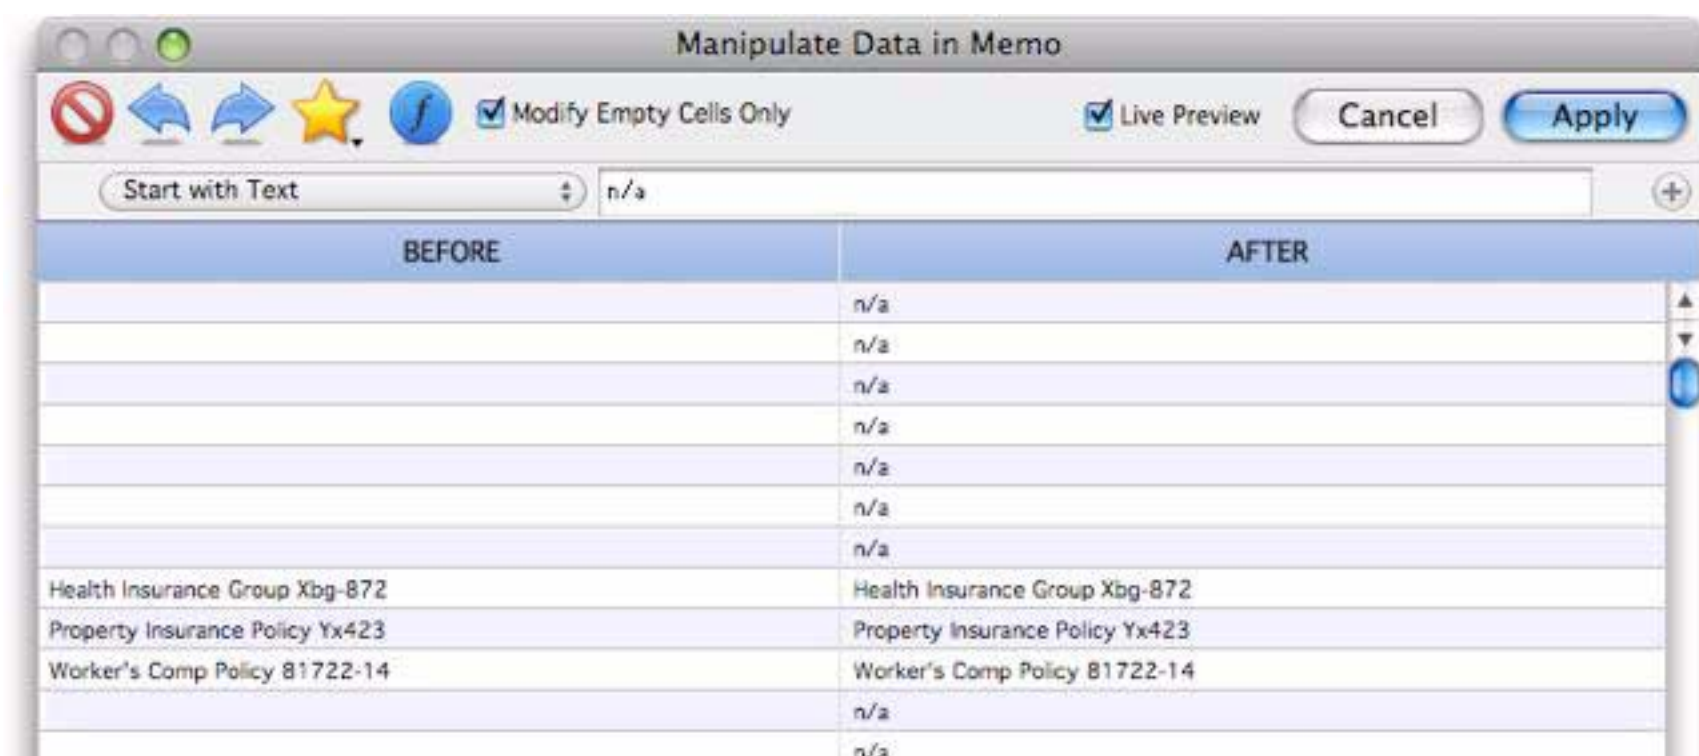 Manipulate Data in Memo
f Modify Empty Cells Only Live Preview Cancel Apply
Start with Text n/a
BEFORE AFTER
n/a
n/a
n/a
n/a
n/a
n/a
n/a
Health Insurance Group Xbg-872 Health Insurance Group Xbg-872
Property Insurance Policy Yx423 Property Insurance Policy Yx423
Worker's Comp Policy 81722-14 Worker's Comp Policy 81722-14
n/a
n/a